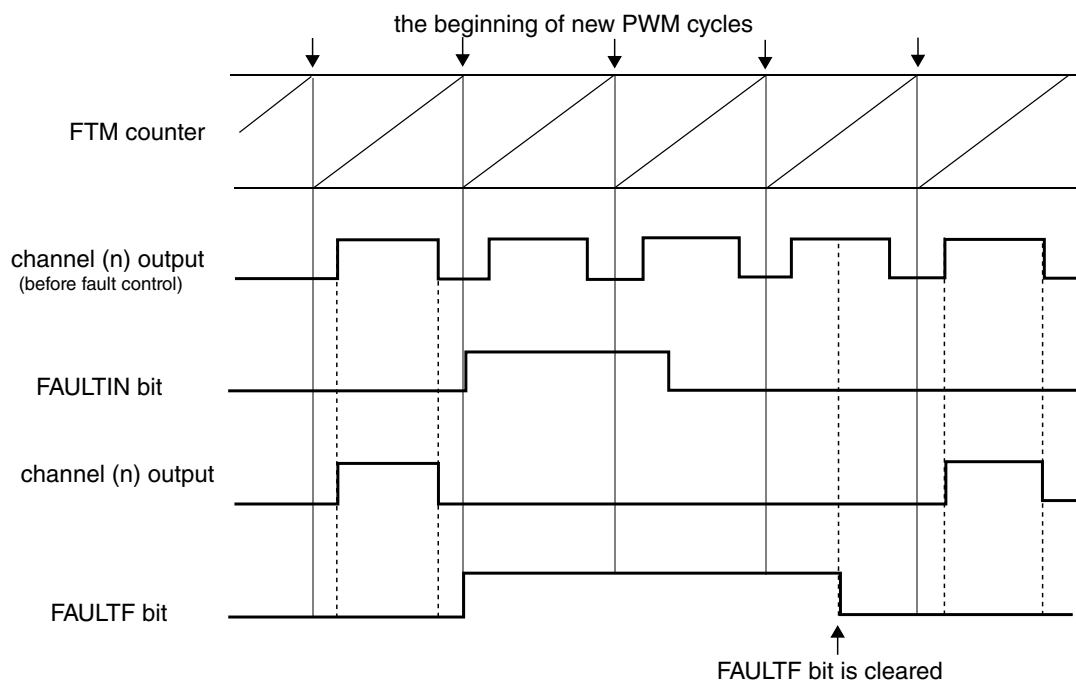 the beginning of new PWM cycles
FTM counter
channel (n) output
(before fault control)
FAULTIN bit
channel (n) output
FAULTF bit
FAULTF bit is cleared